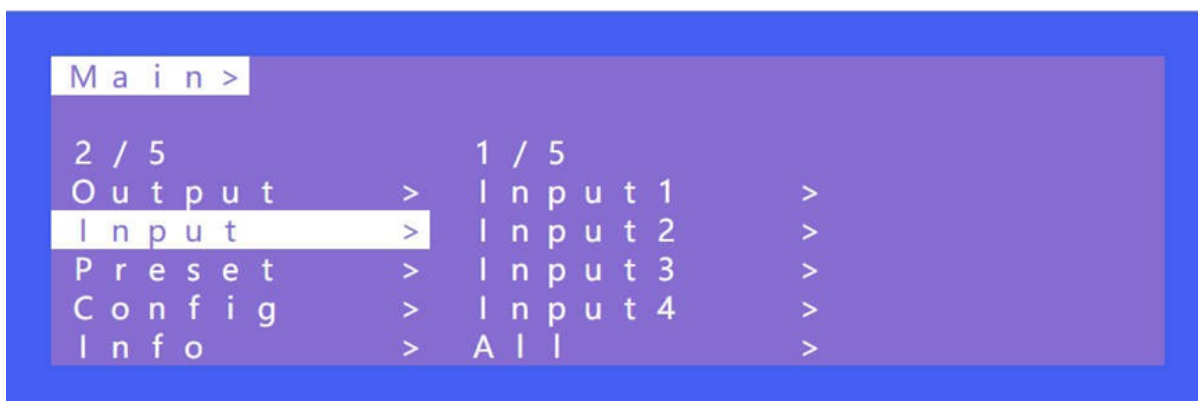 Main>
2/5 1/5
Output > Input1 >
Input > Input2 >
Preset > Input3 >
Config > Input4 >
Info > All >